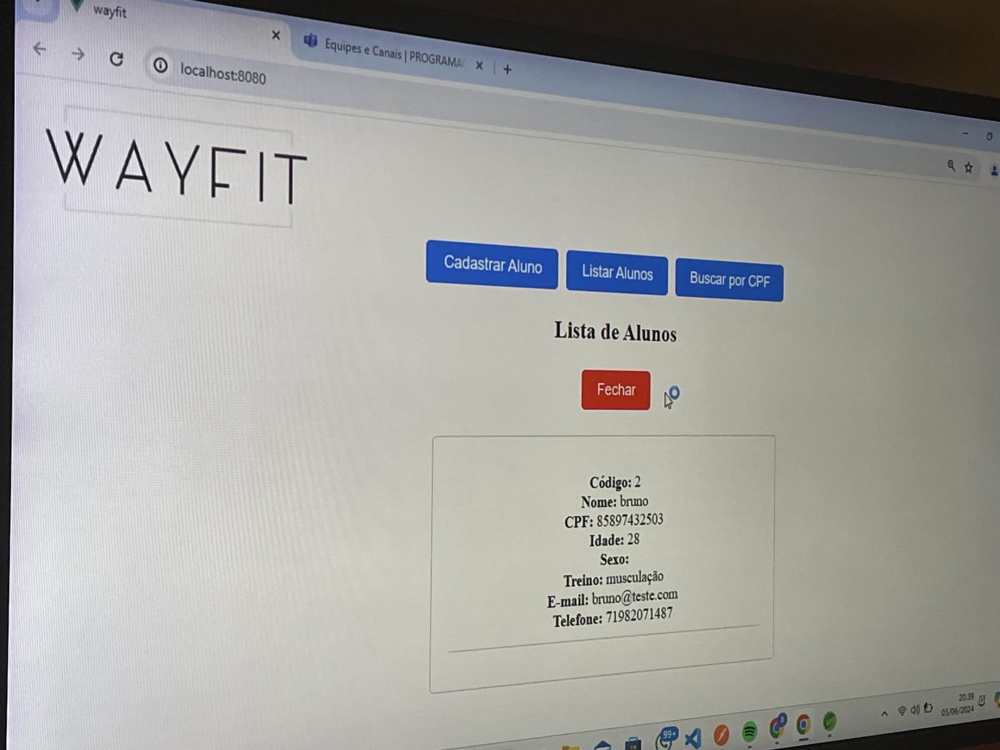 wayfit
Equipes e Canais | PROGRAMA
localhost:8080
WAYFIT
Cadastrar Aluno
Listar Alunos
Buscar por CPF
Lista de Alunos
Fechar
Código: 2
Nome: bruno
CPF: 85897432503
Idade: 28
Sexo:
Treino: musculação
E-mail: bruno@teste.com
Telefone: 71982071487
20:39
05/06/2024
99+